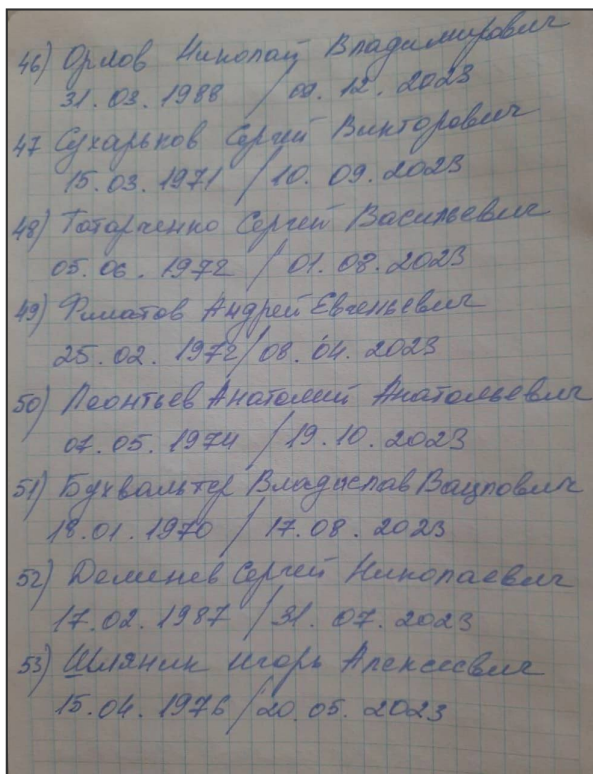 46) Орлов Николай Владимирович
31. 03. 1988 / 09. 12. 2023
47 Сухарьков Сергей Викторович
15. 03. 1971 / 10. 09. 2023
48) Татарченко Сергей Васильевич
05. 06. 1972 / 01. 08. 2023
49) Филатов Андрей Евгеньевич
25. 02. 1972 / 08. 04. 2023
50) Леонтьев Анатолий Анатольевич
07. 05. 1974 / 19. 10. 2023
51) Бухвальтер Владислав
18. 01. 1970 / 17. 08. 2023
52) Деменев Сергей Николаевич
17. 02. 1987 / 31. 07. 2023
53) Шляник Игорь Алексеевич
15. 04. 1976 / 20. 05. 2023